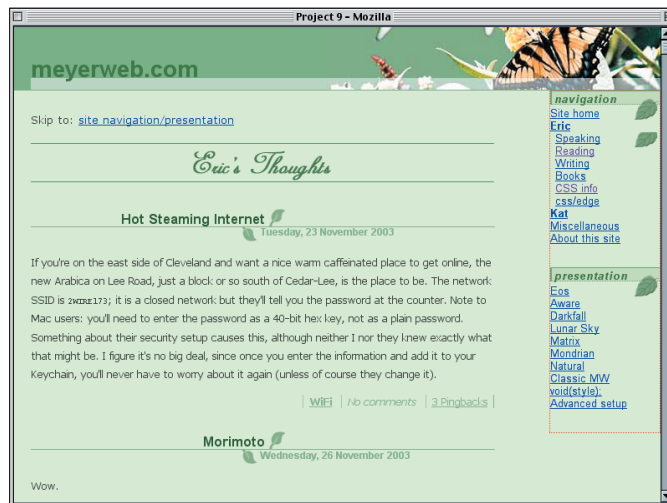 Project 9 – Mozilla
meyerweb.com
Skip to: site navigation/presentation
Eric's Thoughts
Hot Steaming Internet
Tuesday, 23 November 2003
If you're on the east side of Cleveland and want a nice warm caffeinated place to get online, the
new Arabica on Lee Road, just a block or so south of Cedar-Lee, is the place to be. The network
SSID is 2WIRE173; it is a closed network but they'll tell you the password at the counter. Note to
Mac users: you'll need to enter the password as a 40-bit hex key, not as a plain password.
Something about their security setup causes this, although neither I nor they knew exactly what
that might be. I figure it's no big deal, since once you enter the information and add it to your
Keychain, you'll never have to worry about it again (unless of course they change it).
WiFi | No comments | 3 Pingbacks
Morimoto
Wednesday, 26 November 2003
Wow.
navigation
Site home
Eric
Speaking
Reading
Writing
Books
CSS info
css/edge
Kat
Miscellaneous
About this site
presentation
Eos
Aware
Darkfall
Lunar Sky
Matrix
Mondrian
Natural
Classic MW
void(style);
Advanced setup